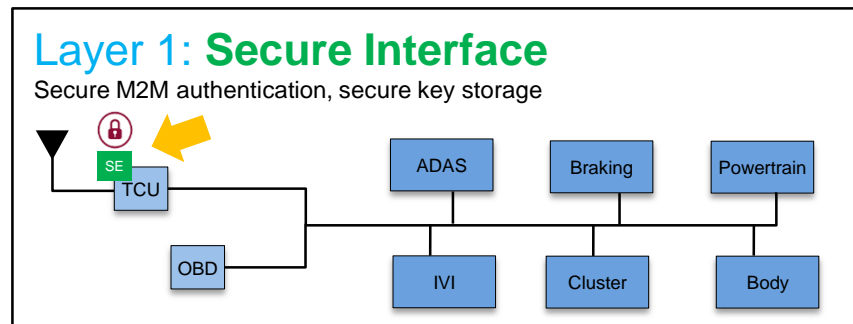 Layer 1: Secure Interface
Secure M2M authentication, secure key storage
SE
TCU
ADAS
Braking
Powertrain
OBD
IVI
Cluster
Body